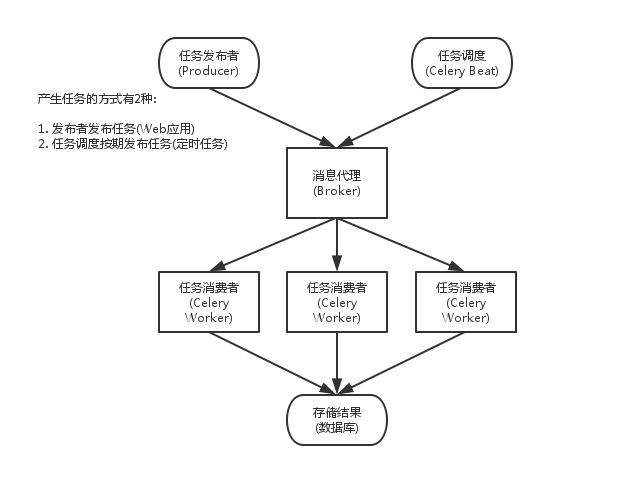 任务发布者
(Producer)
任务调度
(Celery Beat)
产生任务的方式有2种:
1. 发布者发布任务(Web应用)
2. 任务调度按期发布任务(定时任务)
消息代理
(Broker)
任务消费者
(Celery
Worker)
任务消费者
(Celery
Worker)
任务消费者
(Celery
Worker)
存储结果
(数据库)